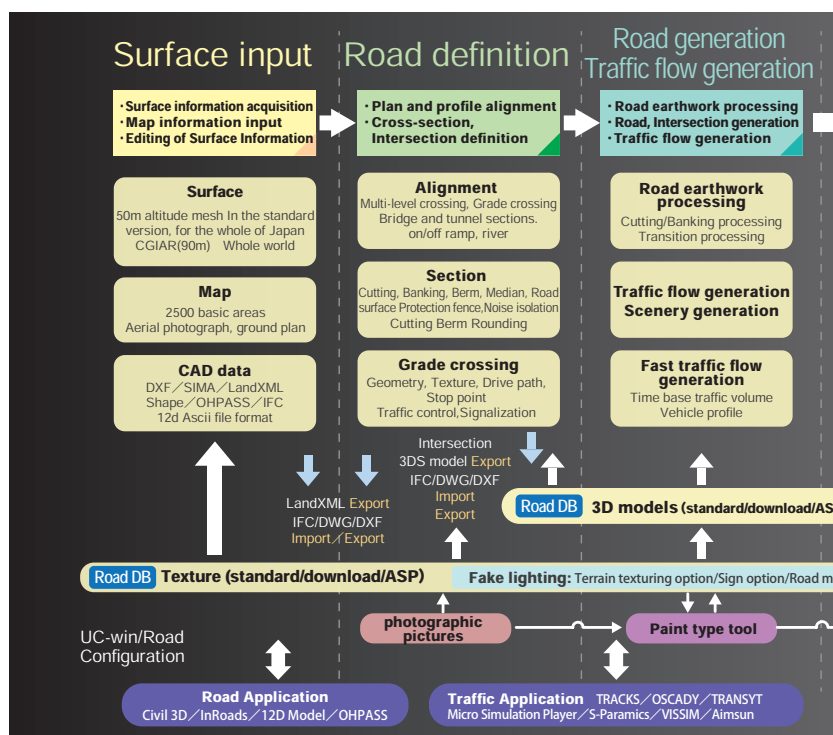 Surface input
・Surface information acquisition
・Map information input
・Editing of Surface Information
Surface
50m altitude mesh In the standard
version, for the whole of Japan
CGIAR(90m) Whole world
Map
2500 basic areas
Aerial photograph, ground plan
CAD data
DXF／SIMA／LandXML
Shape／OHPASS／IFC
12d Ascii file format
LandXML Export
IFC/DWG/DXF
Import／Export
Road definition
・Plan and profile alignment
・Cross-section,
Intersection definition
Alignment
Multi-level crossing, Grade crossing
Bridge and tunnel sections.
on/off ramp, river
Section
Cutting, Banking, Berm, Median, Road
surface Protection fence,Noise isolation
Cutting Berm Rounding
Grade crossing
Geometry, Texture, Drive path,
Stop point
Traffic control,Signalization
Intersection
3DS model Export
IFC/DWG/DXF
Import
Export
Road generation
Traffic flow generation
・Road earthwork processing
・Road, Intersection generation
・Traffic flow generation
Road earthwork
processing
Cutting/Banking processing
Transition processing
Traffic flow generation
Scenery generation
Fast traffic flow
generation
Time base traffic volume
Vehicle profile
Road DB 3D models (standard/download/AS
Road DB Texture (standard/download/ASP)
Fake lighting: Terrain texturing option/Sign option/Road m
photographic
pictures
Paint type tool
UC-win/Road
Configuration
Road Application
Civil 3D／InRoads／12D Model／OHPASS
Traffic Application TRACKS／OSCADY／TRANSYT
Micro Simulation Player／S-Paramics／VISSIM／Aimsun